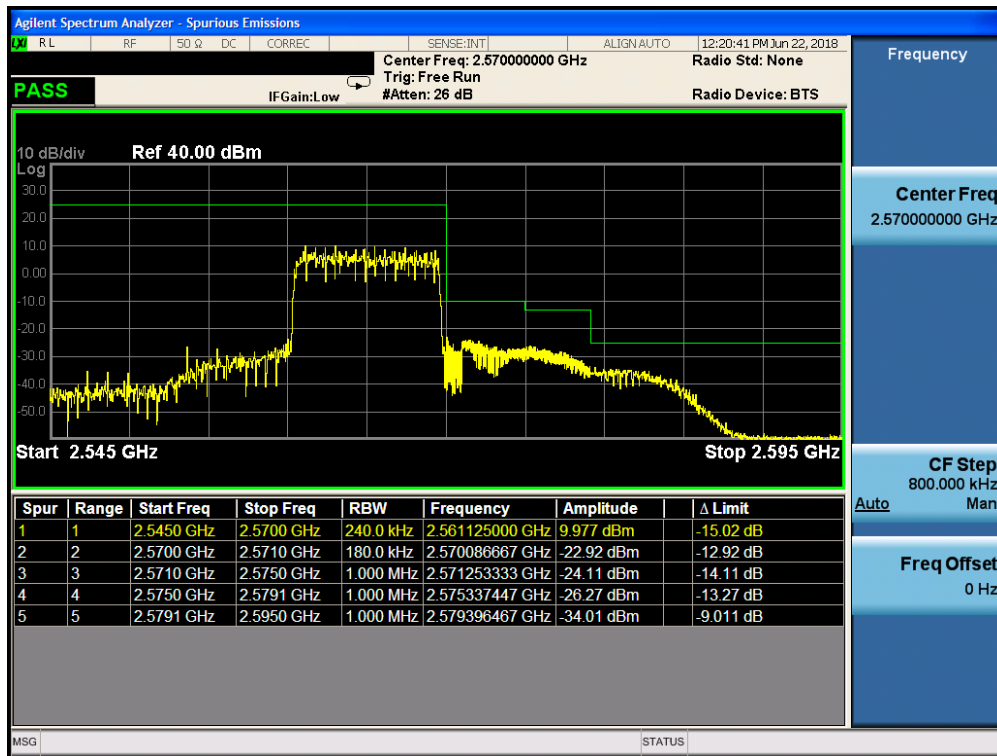 Agilent Spectrum Analyzer - Spurious Emissions
LXI RL RF 50 Ω DC CORREC SENSE:INT ALIGN AUTO 12:20:41 PM Jun 22, 2018
Center Freq: 2.570000000 GHz Radio Std: None
Trig: Free Run
PASS IFGain:Low #Atten: 26 dB Radio Device: BTS
10 dB/div Ref 40.00 dBm
Log
30.0
20.0
10.0
0.00
-10.0
-20.0
-30.0
-40.0
-50.0
Start 2.545 GHz Stop 2.595 GHz
Spur Range Start Freq Stop Freq RBW Frequency Amplitude Δ Limit
1 1 2.5450 GHz 2.5700 GHz 240.0 kHz 2.561125000 GHz 9.977 dBm -15.02 dB
2 2 2.5700 GHz 2.5710 GHz 180.0 kHz 2.570086667 GHz -22.92 dBm -12.92 dB
3 3 2.5710 GHz 2.5750 GHz 1.000 MHz 2.571253333 GHz -24.11 dBm -14.11 dB
4 4 2.5750 GHz 2.5791 GHz 1.000 MHz 2.575337447 GHz -26.27 dBm -13.27 dB
5 5 2.5791 GHz 2.5950 GHz 1.000 MHz 2.579396467 GHz -34.01 dBm -9.011 dB
MSG STATUS
Frequency
Center Freq
2.570000000 GHz
CF Step
800.000 kHz
Auto Man
Freq Offset
0 Hz